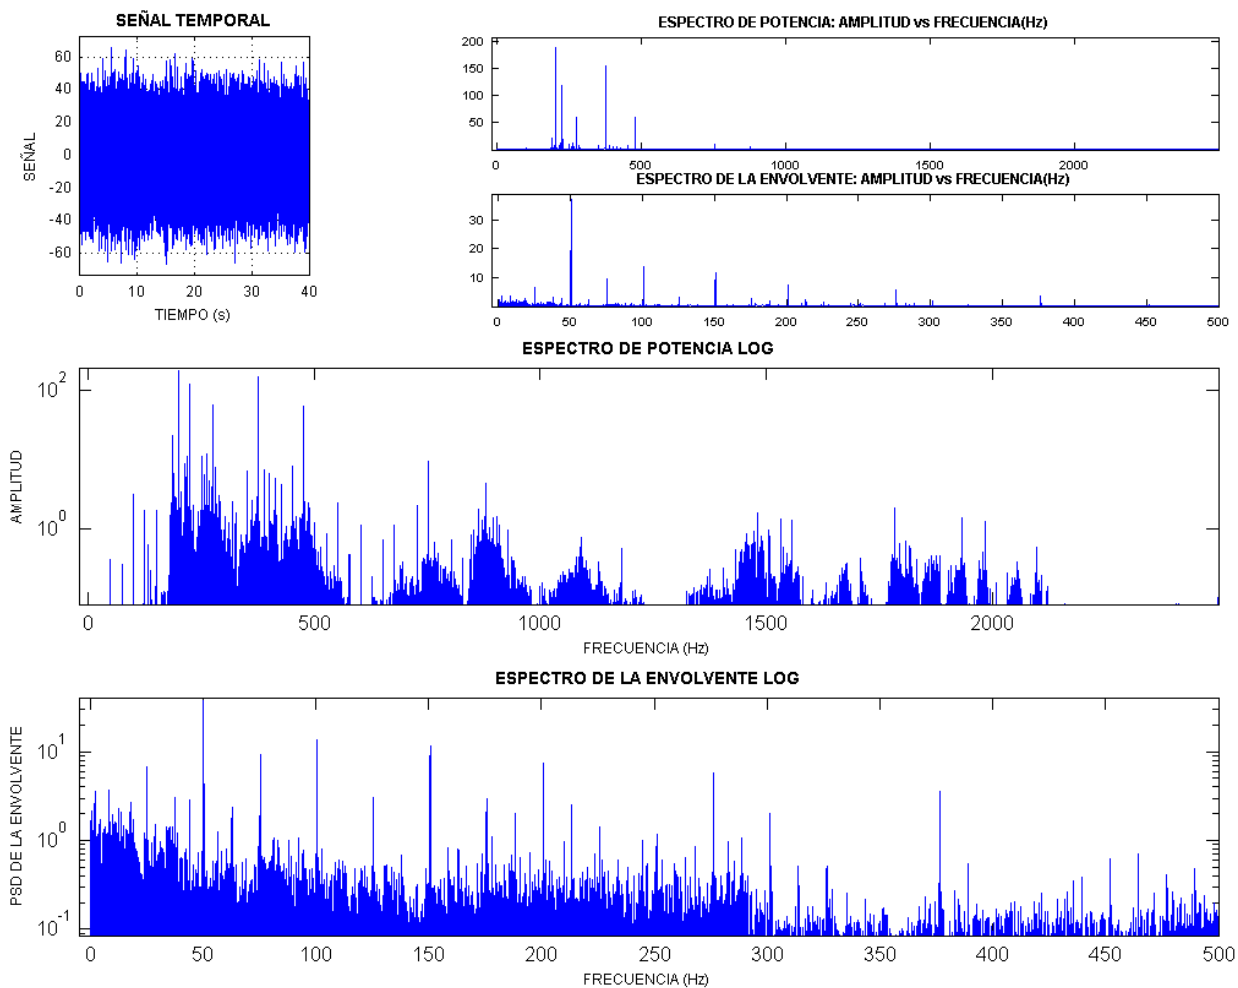 SEÑAL TEMPORAL
SEÑAL
60
40
20
0
-20
-40
-60
0 10 20 30 40
TIEMPO (s)
ESPECTRO DE POTENCIA: AMPLITUD vs FRECUENCIA(Hz)
200
150
100
50
0 500 1000 1500 2000
ESPECTRO DE LA ENVOLVENTE: AMPLITUD vs FRECUENCIA(Hz)
30
20
10
0 50 100 150 200 250 300 350 400 450 500
ESPECTRO DE POTENCIA LOG
AMPLITUD
10^2
10^0
0 500 1000 1500 2000
FRECUENCIA (Hz)
ESPECTRO DE LA ENVOLVENTE LOG
PSD DE LA ENVOLVENTE
10^1
10^0
10^-1
0 50 100 150 200 250 300 350 400 450 500
FRECUENCIA (Hz)